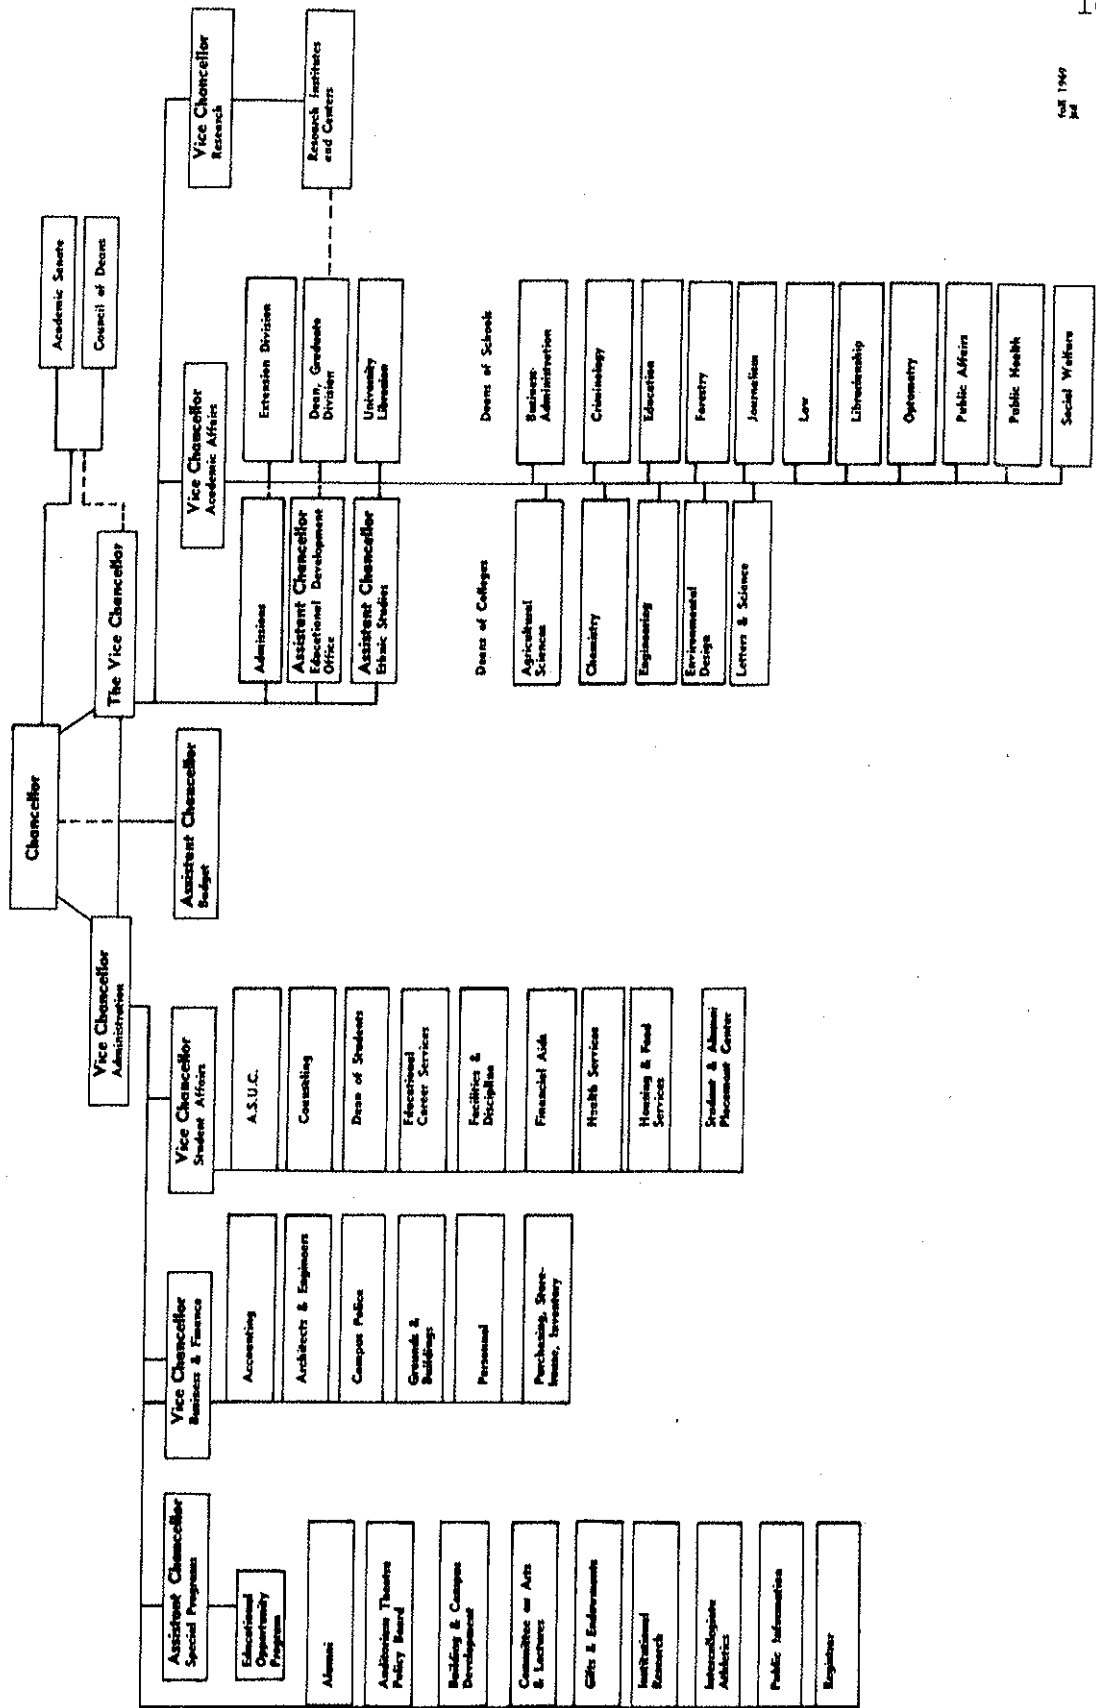 Chancellor
Academic Senate
Council of Deans
Vice Chancellor
Administration
The Vice Chancellor
Assistant Chancellor
Special Programs
Vice Chancellor
Business & Finance
Vice Chancellor
Student Affairs
Assistant Chancellor
Budget
Vice Chancellor
Academic Affairs
Vice Chancellor
Research
Educational
Opportunity
Program
Alumni
Auditorium Theatre
Policy Board
Building & Campus
Development
Committee on Arts
& Lectures
Gifts & Endowments
Institutional
Research
Intercollegiate
Athletics
Public Information
Registrar
Accounting
Architects & Engineers
Campus Police
Grounds &
Buildings
Personnel
Purchasing, Store-
house, Inventory
A.S.U.C.
Counseling
Dean of Students
Educational
Career Services
Facilities &
Discipline
Financial Aids
Health Services
Housing & Food
Services
Student & Alumni
Placement Center
Admissions
Assistant Chancellor
Educational Development
Office
Assistant Chancellor
Ethnic Studies
Extension Division
Dean, Graduate
Division
University
Librarian
Research Institutes
and Centers
Deans of Colleges
Agricultural
Sciences
Chemistry
Engineering
Environmental
Design
Letters & Science
Deans of Schools
Business
Administration
Criminology
Education
Forestry
Journalism
Law
Librarianship
Optometry
Public Affairs
Public Health
Social Welfare
fall 1969